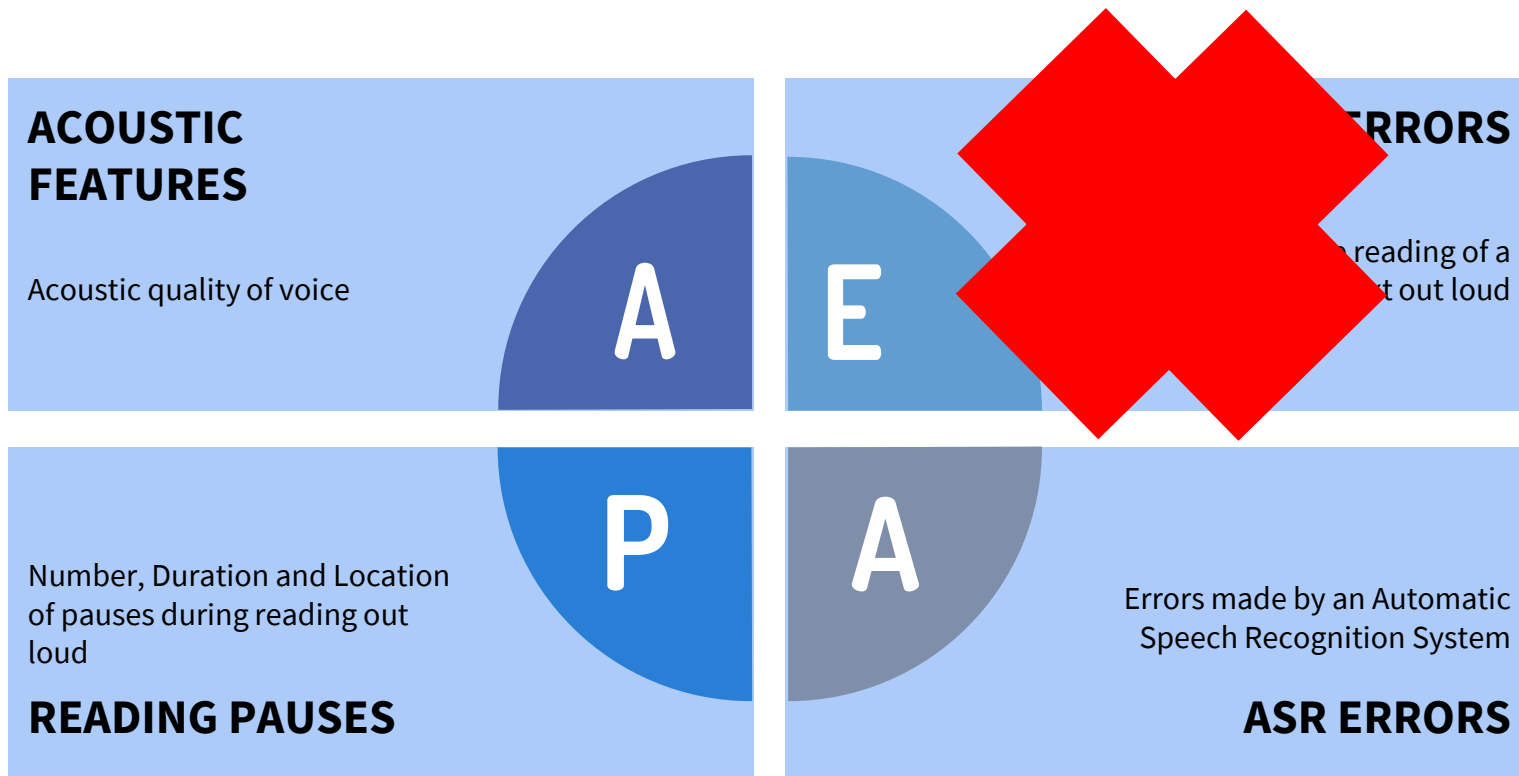 ACOUSTIC
FEATURES
Acoustic quality of voice
A
ERRORS
reading of a
out loud
E
Number, Duration and Location
of pauses during reading out
loud
READING PAUSES
P
Errors made by an Automatic
Speech Recognition System
ASR ERRORS
A